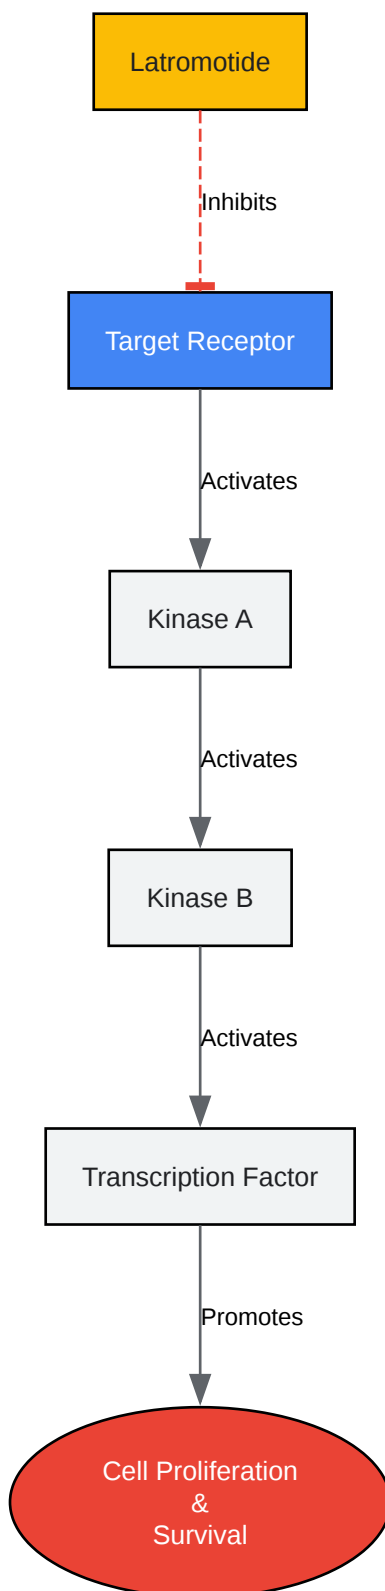 Latromotide
Inhibits
Target Receptor
Activates
Kinase A
Activates
Kinase B
Activates
Transcription Factor
Promotes
Cell Proliferation
&
Survival